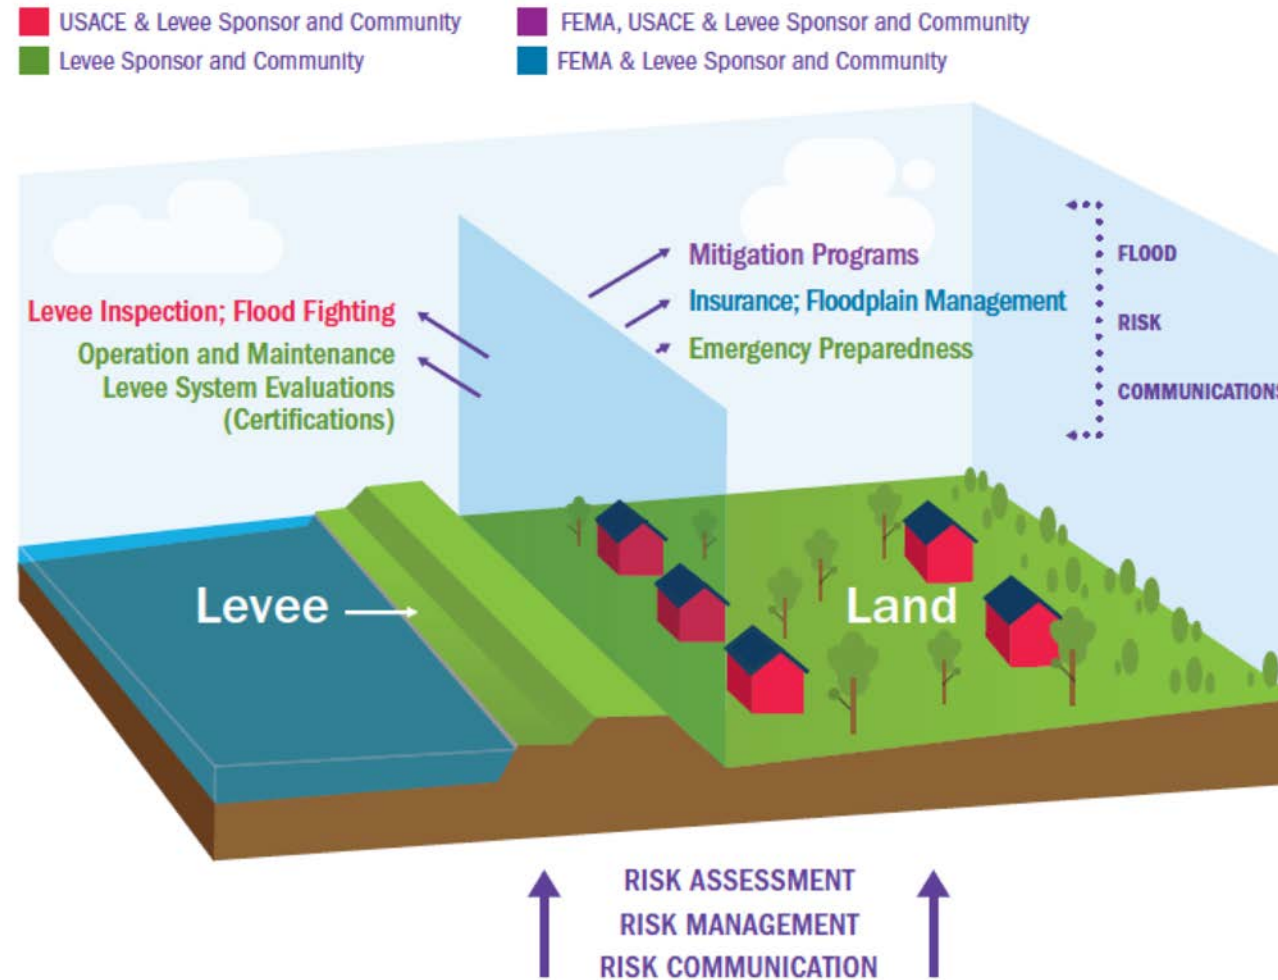 USACE & Levee Sponsor and Community
FEMA, USACE & Levee Sponsor and Community
Levee Sponsor and Community
FEMA & Levee Sponsor and Community
Mitigation Programs
Insurance; Floodplain Management
Emergency Preparedness
Levee Inspection; Flood Fighting
Operation and Maintenance
Levee System Evaluations
(Certifications)
FLOOD
RISK
COMMUNICATIONS
Levee
Land
RISK ASSESSMENT
RISK MANAGEMENT
RISK COMMUNICATION